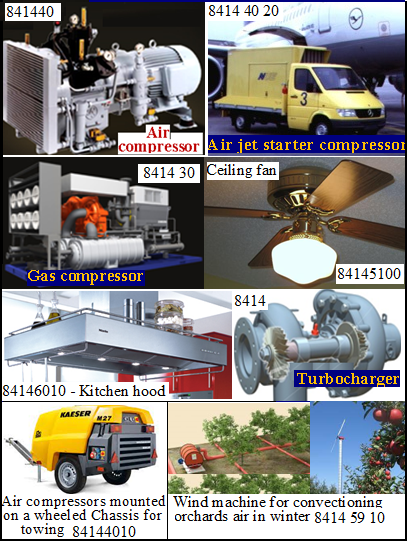 841440
Air
compressor
8414 40 20
3
Air jet starter compressor
8414 30
Gas compressor
Ceiling fan
84145100
84146010 - Kitchen hood
8414
Turbocharger
KAESER
M27
Air compressors mounted
on a wheeled Chassis for
towing 84144010
Wind machine for convectioning
orchards air in winter 8414 59 10